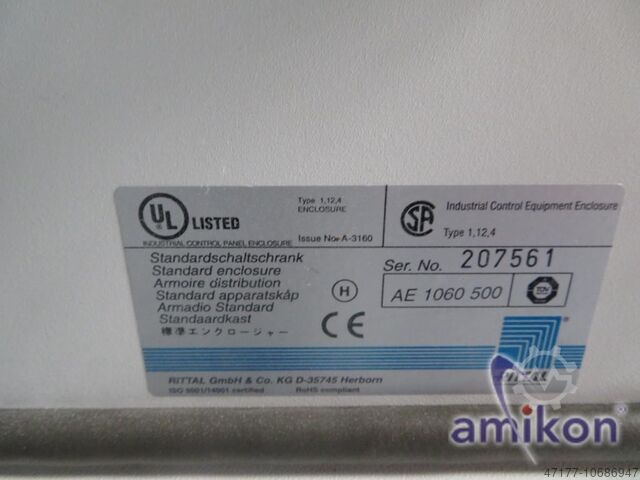 UL LISTED
Type 1,12,4
ENCLOSURE
INDUSTRIAL CONTROL PANEL ENCLOSURE
Issue No. A-3160
SA Industrial Control Equipment Enclosure
Type 1,12,4
Standardschaltschrank
Standard enclosure
Armoire distribution
Standard apparatskåp
Armadio Standard
Standaardkast
標準エンクロージャー
H
CE
Ser. No. 207561
AE 1060 500
TÜV
RITTAL GmbH & Co. KG D-35745 Herborn
ISO 9001/14001 certified RoHS compliant
RITTAL
®
amikon
47177-10686947